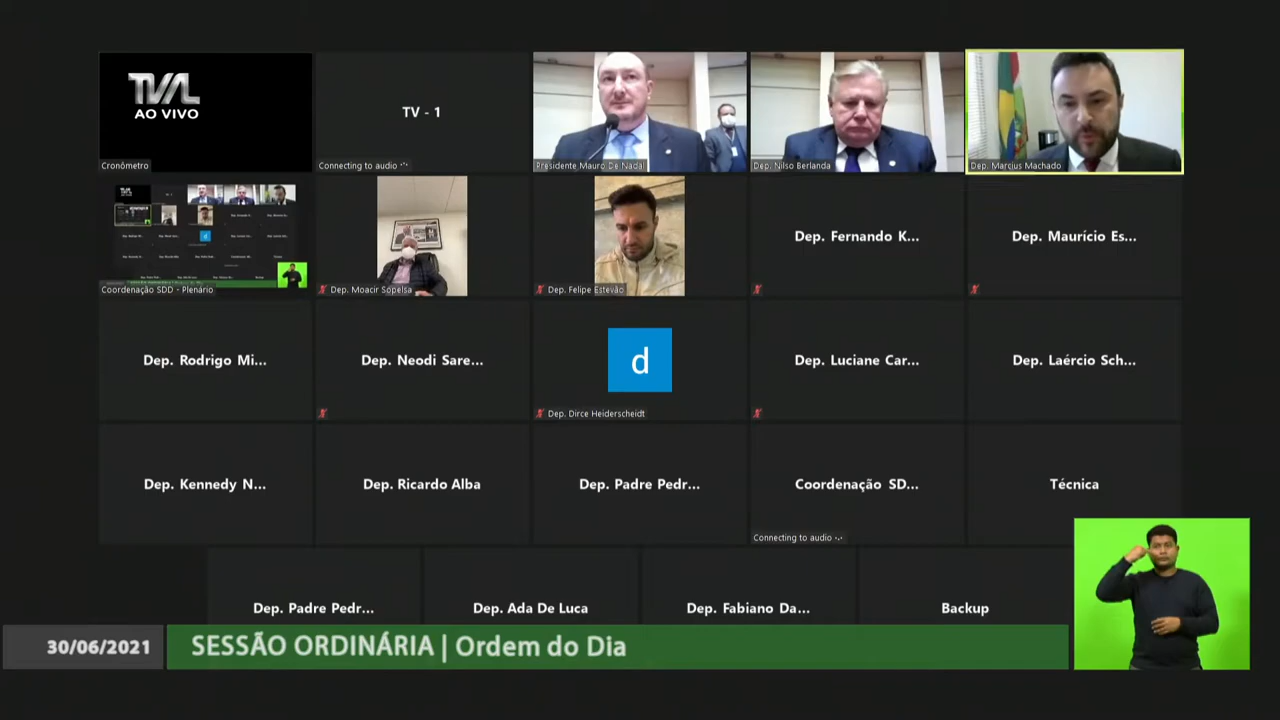 TVAL
AO VIVO
Cronômetro
TV - 1
Connecting to audio
Presidente Mauro De Nadal
Dep. Nilso Berlanda
Dep. Marcius Machado
Coordenação SDD - Plenário
Dep. Moacir Sopelsa
Dep. Felipe Estevão
Dep. Fernando K...
Dep. Maurício Es...
Dep. Rodrigo Mi...
Dep. Neodi Sare...
d
Dep. Dirce Heiderscheidt
Dep. Luciane Car...
Dep. Laércio Sch...
Dep. Kennedy N...
Dep. Ricardo Alba
Dep. Padre Pedr...
Coordenação SD...
Connecting to audio
Técnica
Dep. Padre Pedr...
Dep. Ada De Luca
Dep. Fabiano Da...
Backup
30/06/2021
SESSÃO ORDINÁRIA | Ordem do Dia